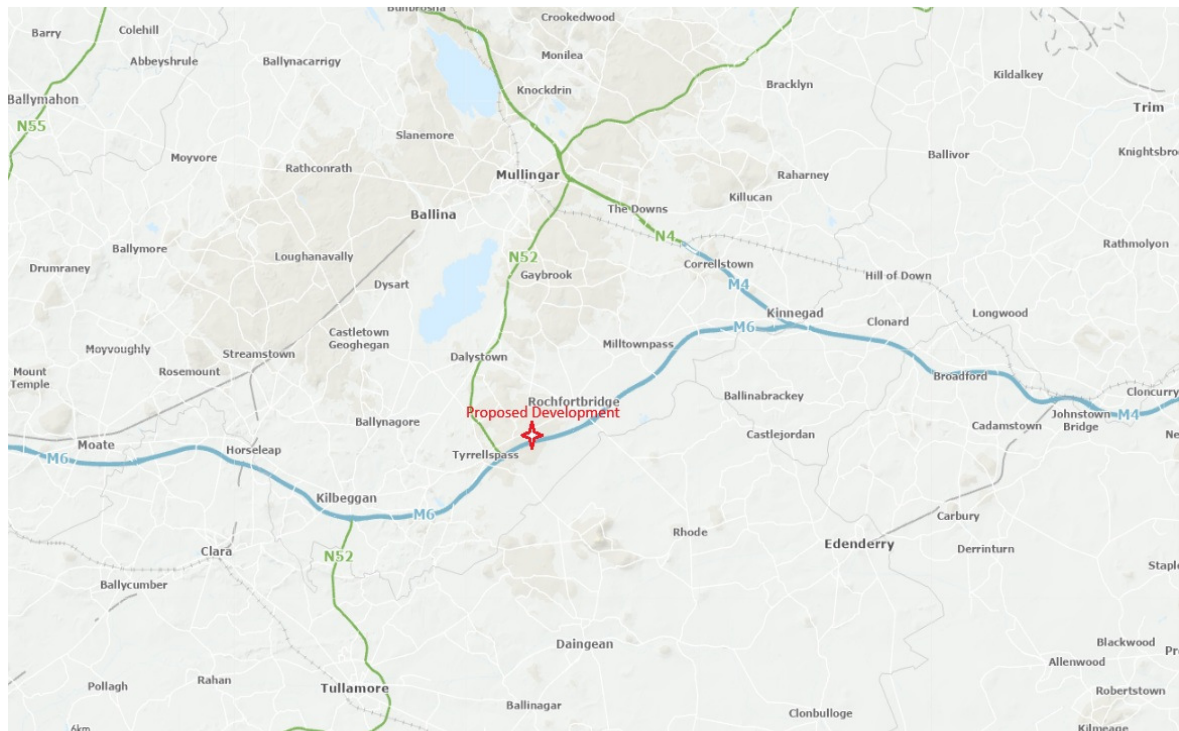 Crookedwood
Barry
Colehill
Abbeyshrule
Ballynacarrigy
Monilea
Kildalkey
Ballymahon
Knockdrin
Bracklyn
Trim
N55
Slanemore
Moyvore
Rathconrath
Ballivor
Mullingar
Raharney
Killucan
Ballina
The Downs
N4
Ballymore
Loughanavally
N52
Rathmolyon
Drumraney
Dysart
Gaybrook
Correllstown
Hill of Down
M4
Castletown
Geoghegan
Kinnegad
Longwood
M6
Clonard
Moyvoughly
Streamstown
Dalystown
Milltownpass
Mount
Temple
Rosemount
Broadford
Cloncurry
Rochfortbridge
Ballinabrackey
Proposed Development
Johnstown
Bridge
M4
Ballynagore
Castlejordan
Cadamstown
Moate
Horseleap
Tyrrellspass
M6
Kilbeggan
M6
Carbury
Rhode
Edenderry
Clara
N52
Derrinturn
Ballycumber
Daingean
Blackwood
Allenwood
Pollagh
Rahan
Tullamore
Robertstown
Ballinagar
Clonbulloge
Kilmeage
6km